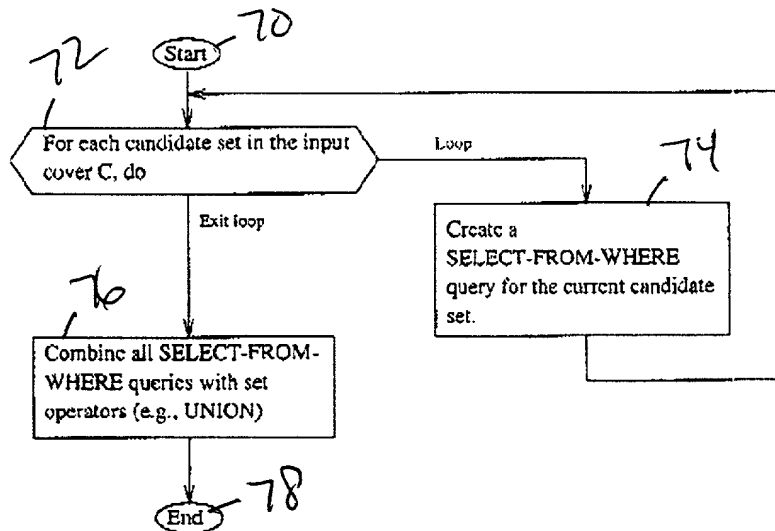 70
Start
72
For each candidate set in the input
cover C, do
Loop
74
Exit loop
Create a
SELECT-FROM-WHERE
query for the current candidate
set.
76
Combine all SELECT-FROM-
WHERE queries with set
operators (e.g., UNION)
78
End